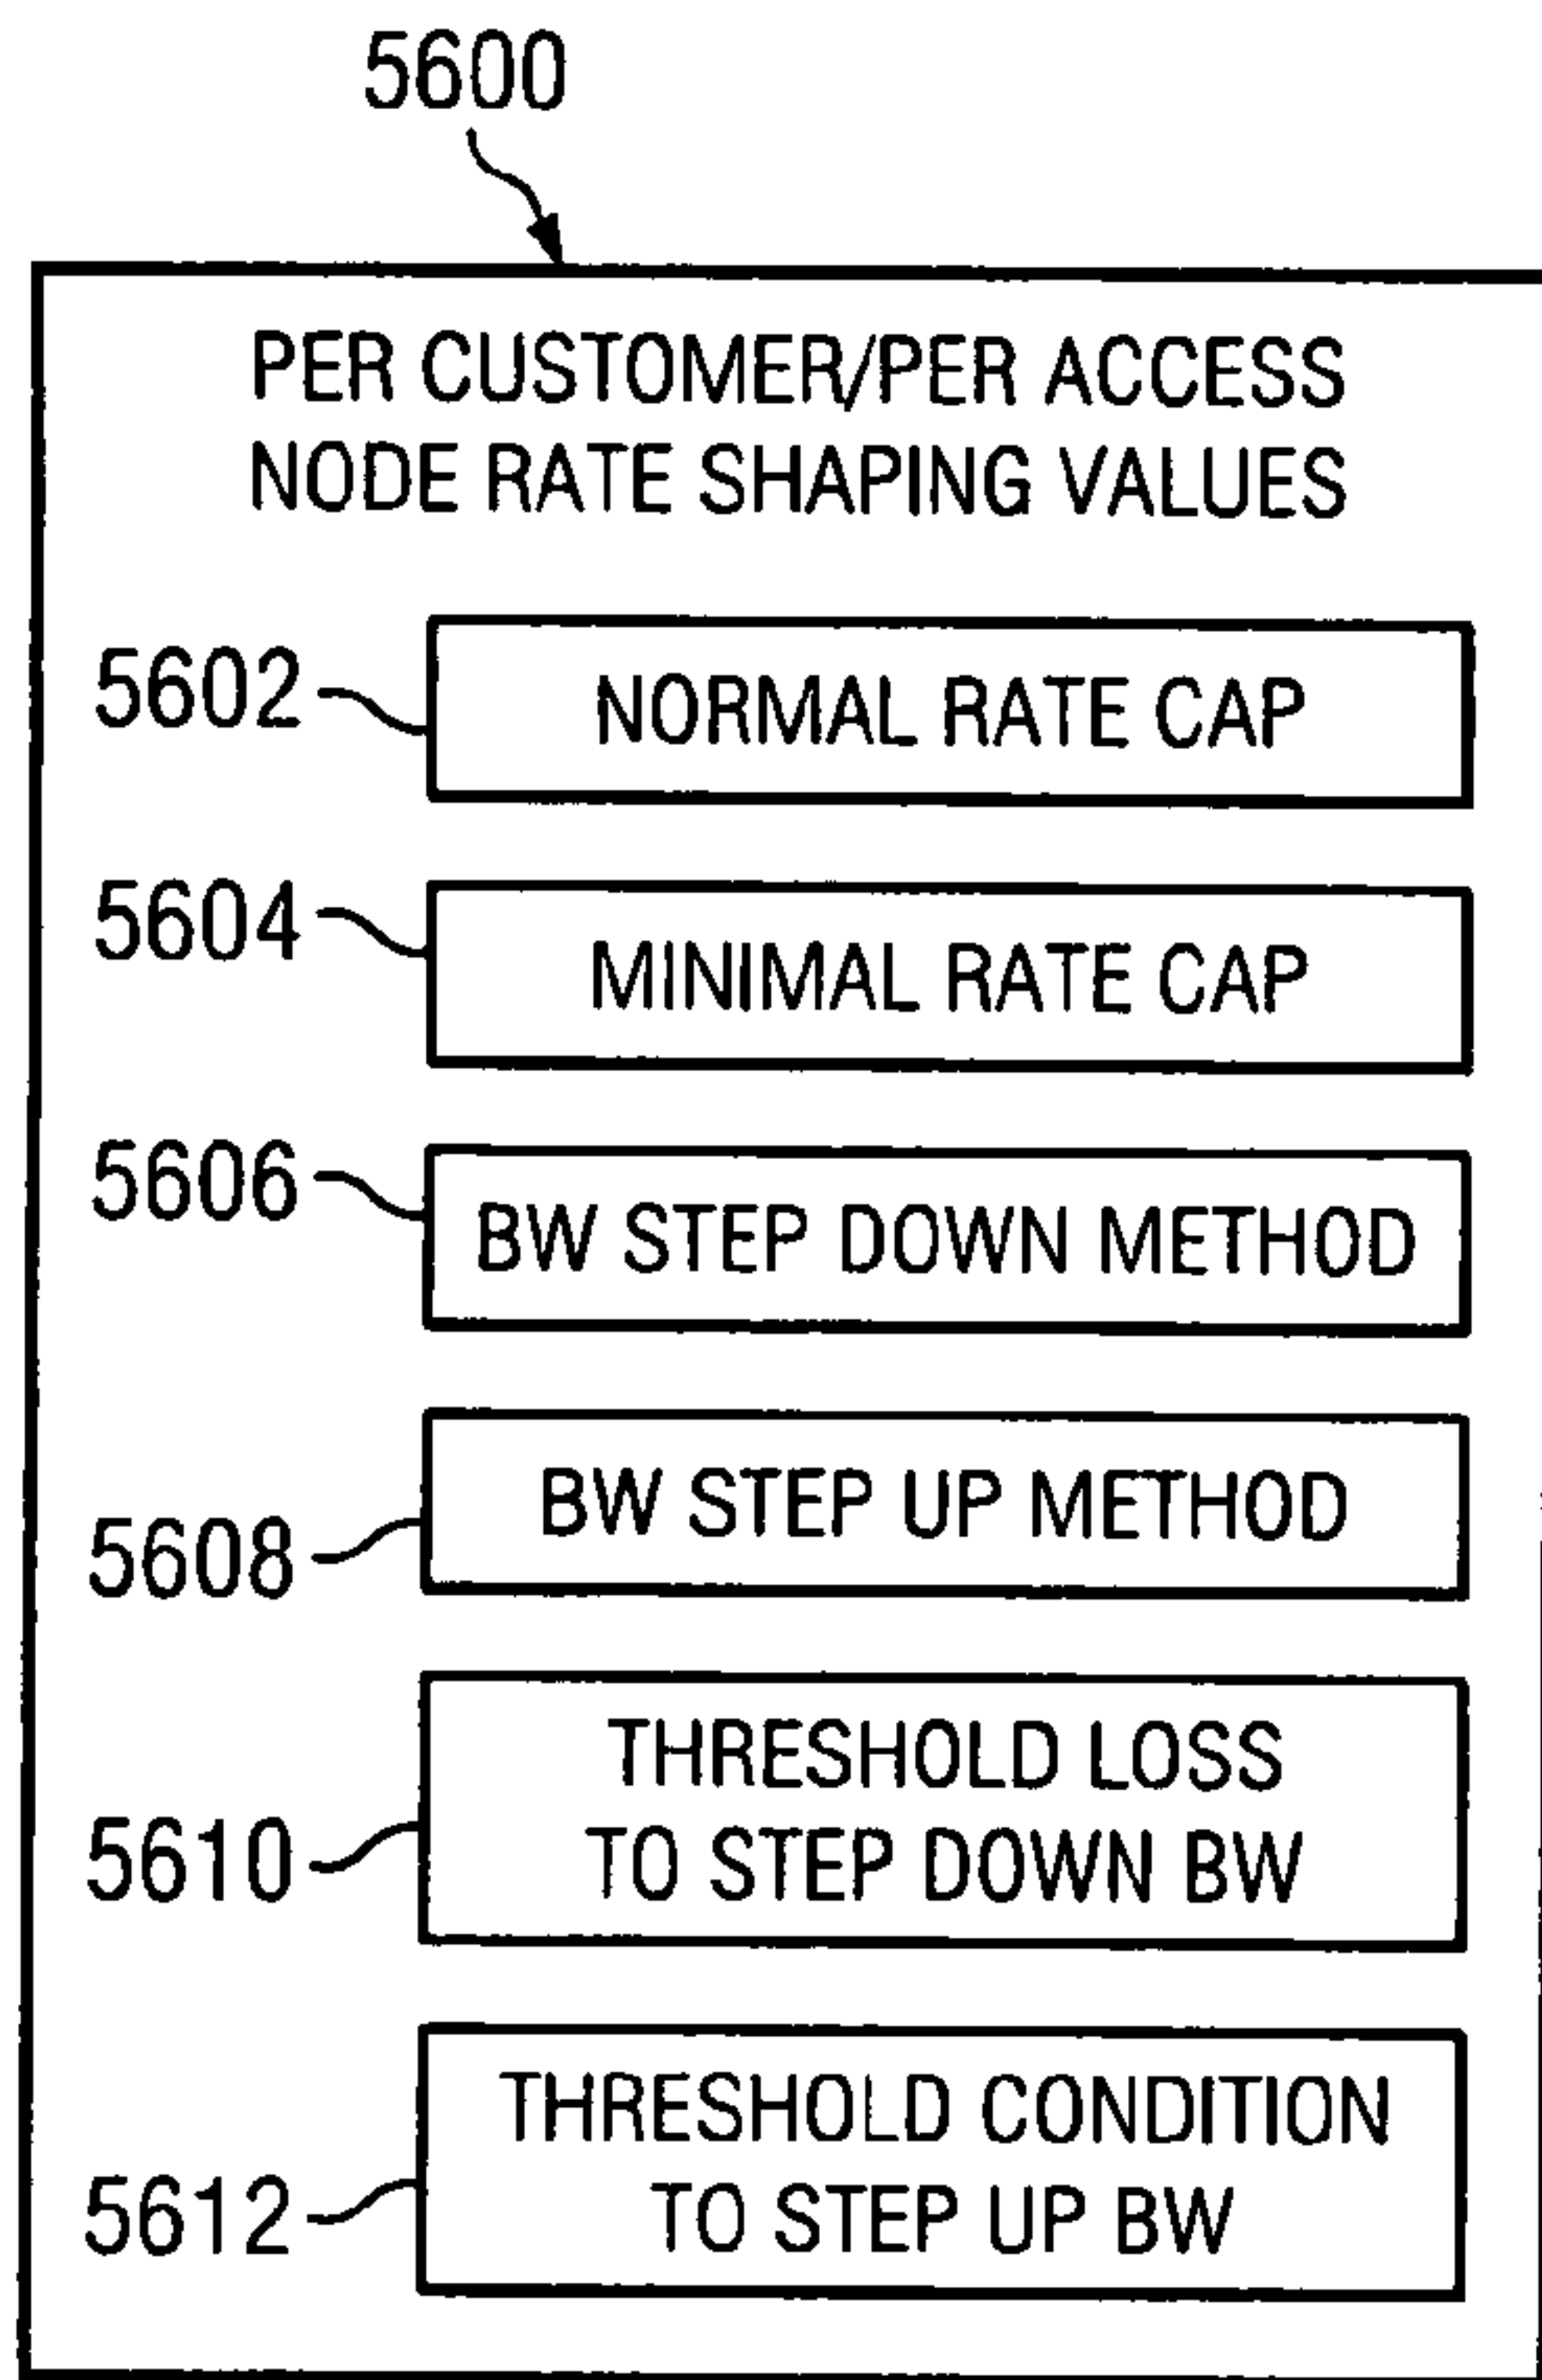 5600
PER CUSTOMER/PER ACCESS
NODE RATE SHAPING VALUES
5602
NORMAL RATE CAP
5604
MINIMAL RATE CAP
5606
BW STEP DOWN METHOD
5608
BW STEP UP METHOD
5610
THRESHOLD LOSS
TO STEP DOWN BW
5612
THRESHOLD CONDITION
TO STEP UP BW